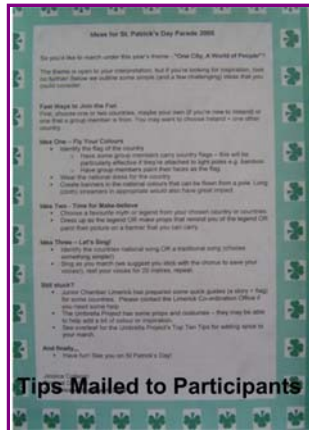 Ideas for St. Patrick's Day Parade 2008
So you'd like to march under this year's theme - "One City, A World of People"!
The theme is open to your interpretation, but if you're looking for inspiration, look
no further! Below we outline some simple (and a few challenging) ideas that you
could consider.
Fast Ways to Join the Fun
First, choose one or two countries, maybe your own (if you're new to Ireland) or
one that a group member is from. You may want to choose Ireland + one other
country.
Idea One - Fly Your Colours
Identify the flag of the country
Have some group members carry country flags - this will be
particularly effective if they're attached to light poles e.g. bamboo.
Have group members paint their faces as the flag.
Wear the national dress for the country
Create banners in the national colours that can be flown from a pole. Long
streamers in appropriate would also have great impact.
Idea Two - Time for Make-believe
Choose a favourite myth or legend from your chosen country or countries.
Dress up as the legend OR make props that remind you of the legend OR
paint their picture on a banner that you can carry.
Idea Three - Let's Sing!
Identify the countries national song OR a traditional song (choose
something simple!)
Sing as you march (we suggest you stick with the chorus to save your
voices!), rest your voices for 20 metres, repeat.
Still stuck?
Junior Chamber Limerick has prepared some quick guides (a story + flag)
for some countries. Please contact the Limerick Co-ordination Office if
you need some help.
The Umbrella Project has some props and costumes - they may be able
to help add a bit of colour or inspiration.
See overleaf for the Umbrella Project's Top Ten Tips for adding spice to
your march.
And finally...
Have fun! See you on St Patrick's Day!
Jessica
Tips Mailed to Participants